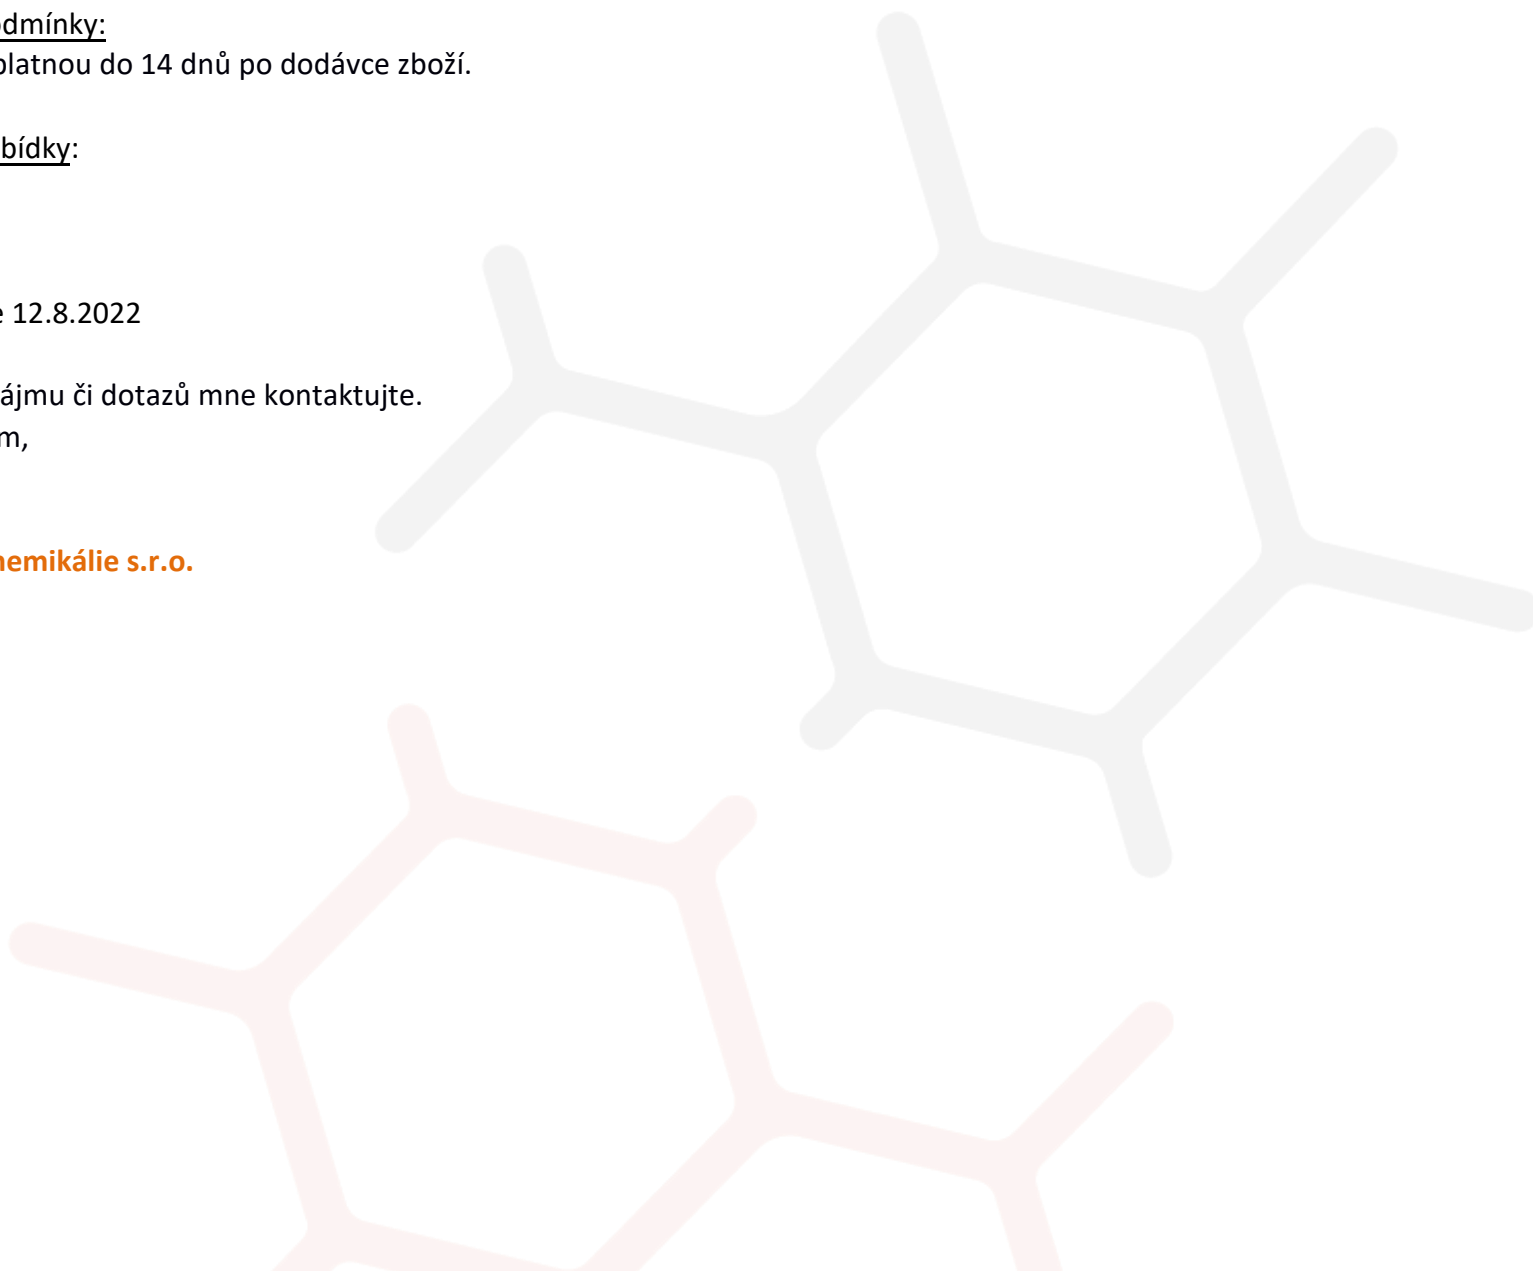 odmínky:
platnou do 14 dnů po dodávce zboží.
bídky:
e 12.8.2022
ájmu či dotazů mne kontaktujte.
m,
hemikálie s.r.o.